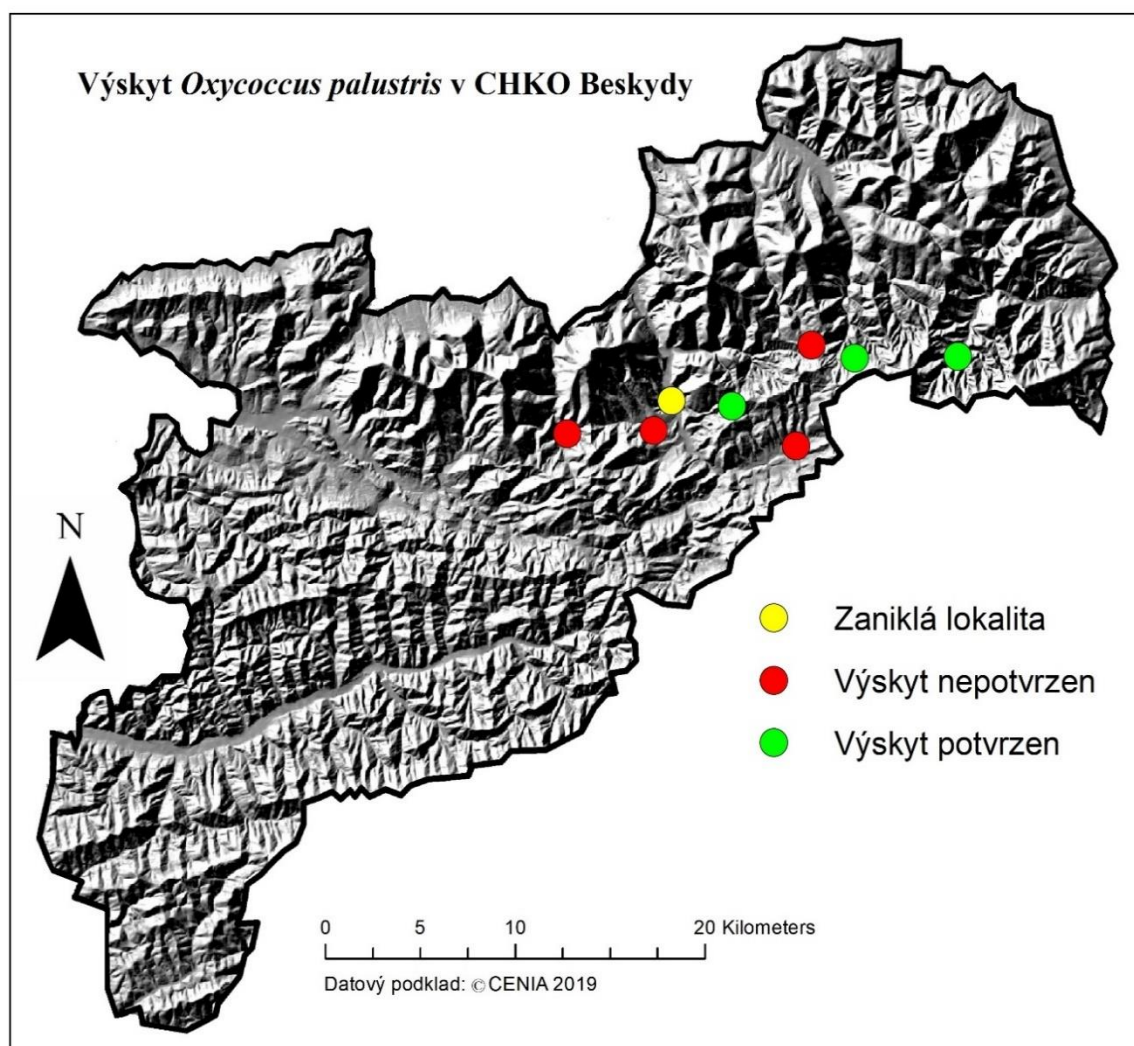 Výskyt Oxycoccus palustris v CHKO Beskydy
N
Zaniklá lokalita
Výskyt nepotvrzen
Výskyt potvrzen
0 5 10 20 Kilometers
Datový podklad: © CENIA 2019